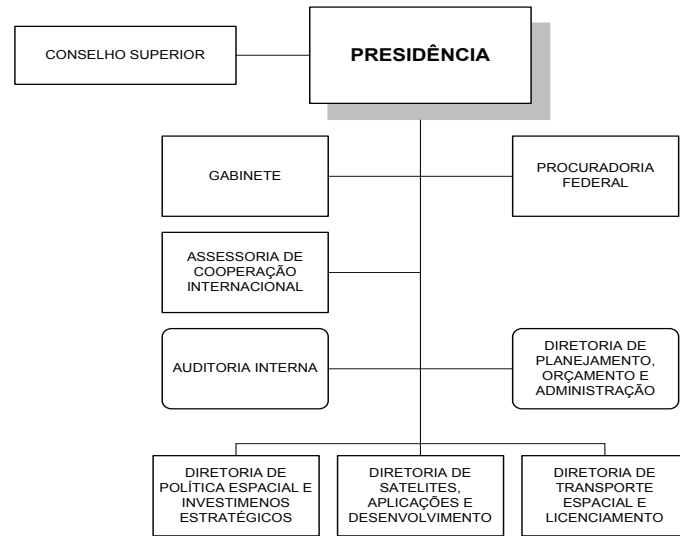 CONSELHO SUPERIOR
PRESIDÊNCIA
GABINETE
PROCURADORIA
FEDERAL
ASSESSORIA DE
COOPERAÇÃO
INTERNACIONAL
AUDITORIA INTERNA
DIRETORIA DE
PLANEJAMENTO,
ORÇAMENTO E
ADMINISTRAÇÃO
DIRETORIA DE
POLÍTICA ESPACIAL E
INVESTIMENOS
ESTRATÉGICOS
DIRETORIA DE
SATELITES,
APLICAÇÕES E
DESENVOLVIMENTO
DIRETORIA DE
TRANSPORTE
ESPACIAL E
LICENCIAMENTO